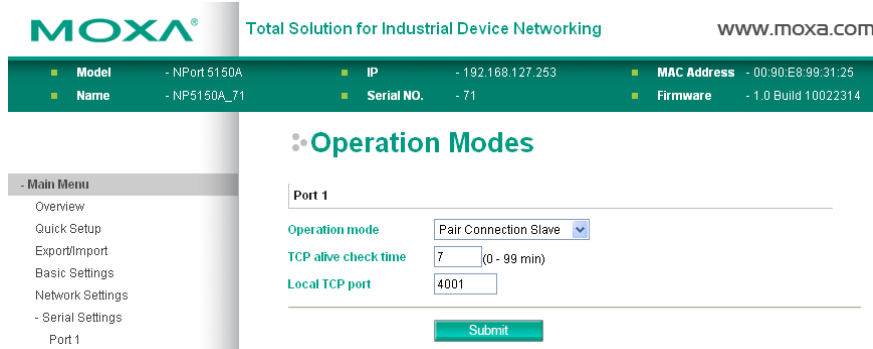 MOXA®
Total Solution for Industrial Device Networking
www.moxa.com
Model - NPort 5150A
IP - 192.168.127.253
MAC Address - 00:90:E8:99:31:25
Name - NP5150A_71
Serial NO. - 71
Firmware - 1.0 Build 10022314
Operation Modes
- Main Menu
Overview
Quick Setup
Export/Import
Basic Settings
Network Settings
- Serial Settings
Port 1
Port 1
Operation mode Pair Connection Slave
TCP alive check time 7 (0 - 99 min)
Local TCP port 4001
Submit